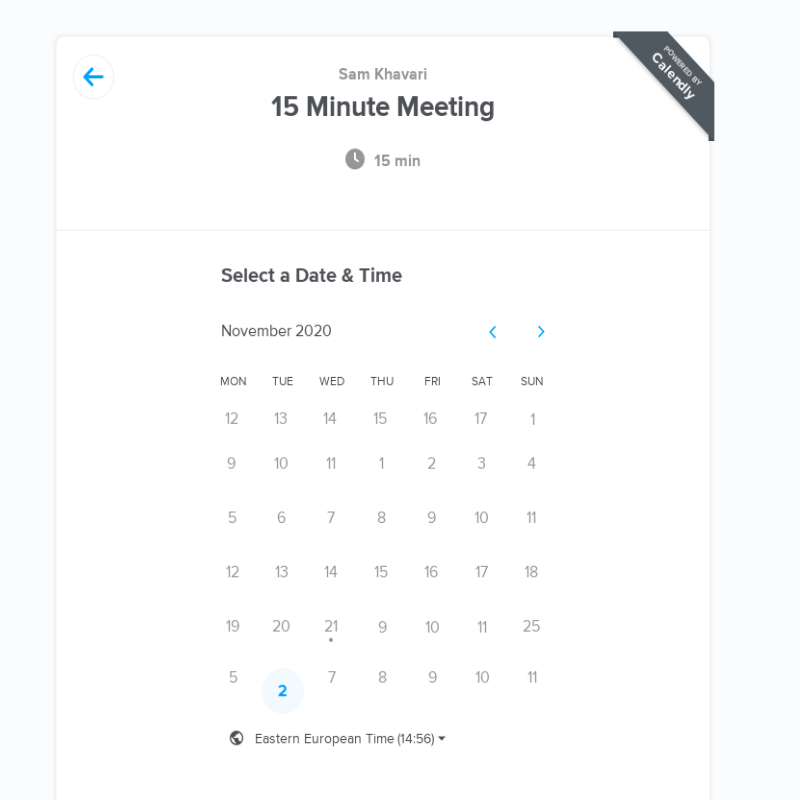 POWERED BY
Calendly
Sam Khavari
15 Minute Meeting
15 min
Select a Date & Time
November 2020
MON TUE WED THU FRI SAT SUN
12 13 14 15 16 17 1
9 10 11 1 2 3 4
5 6 7 8 9 10 11
12 13 14 15 16 17 18
19 20 21 9 10 11 25
5 2 7 8 9 10 11
Eastern European Time (14:56)